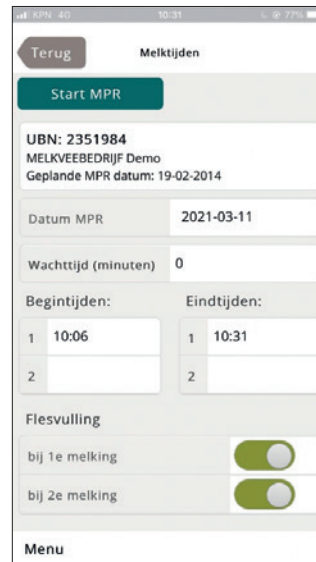 KPN 4G 10:31 77%
Terug Melktijden
Start MPR
UBN: 2351984
MELKVEEBEDRIJF Demo
Geplande MPR datum: 19-02-2014
Datum MPR 2021-03-11
Wachttijd (minuten) 0
Begintijden: Eindtijden:
1 10:06 1 10:31
2 2
Flesvulling
bij 1e melking
bij 2e melking
Menu